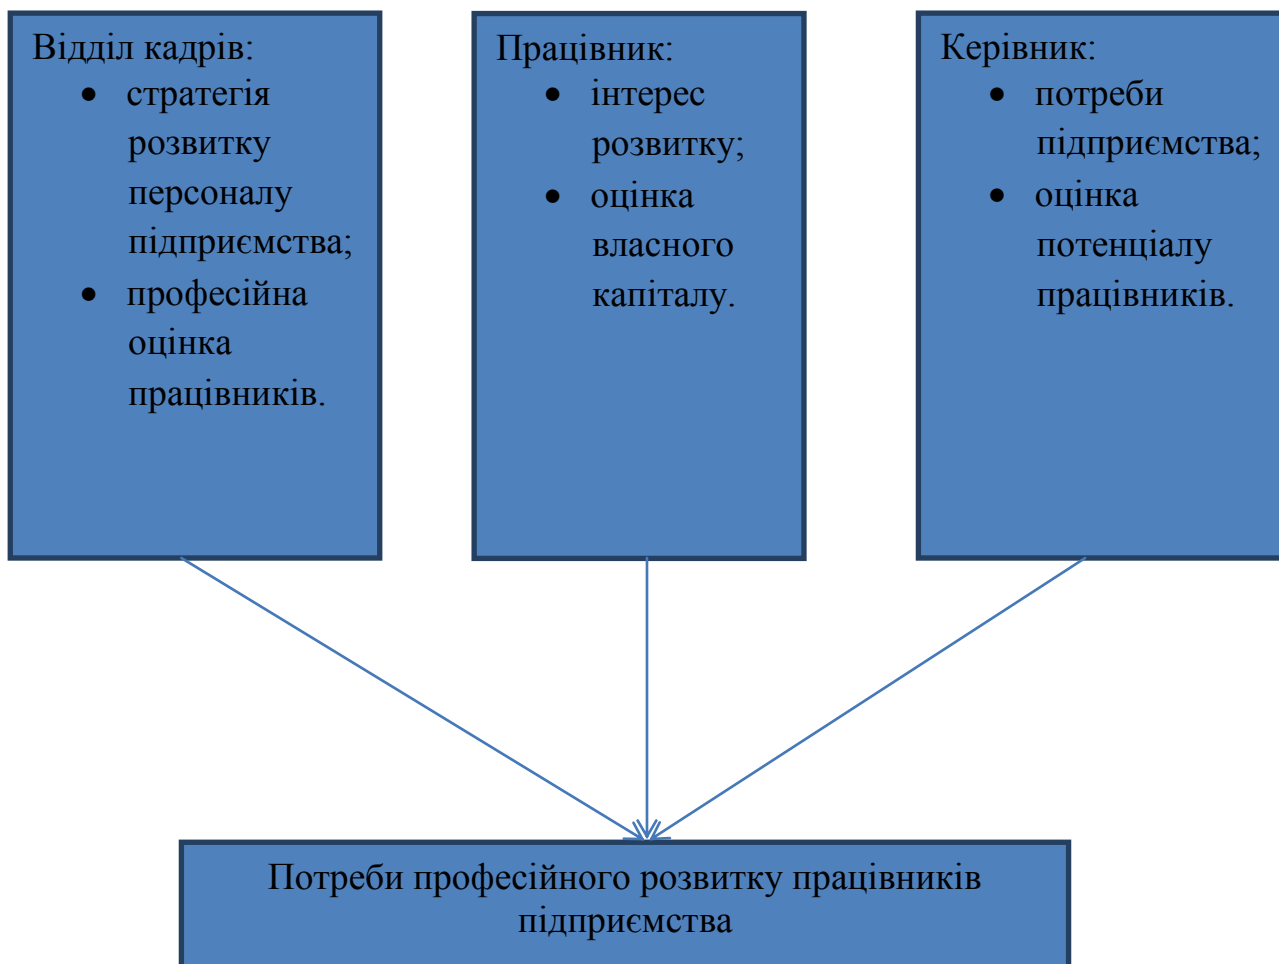 Відділ кадрів:
• стратегія
розвитку
персоналу
підприємства;
• професійна
оцінка
працівників.
Працівник:
• інтерес
розвитку;
• оцінка
власного
капіталу.
Керівник:
• потреби
підприємства;
• оцінка
потенціалу
працівників.
Потреби професійного розвитку працівників
підприємства